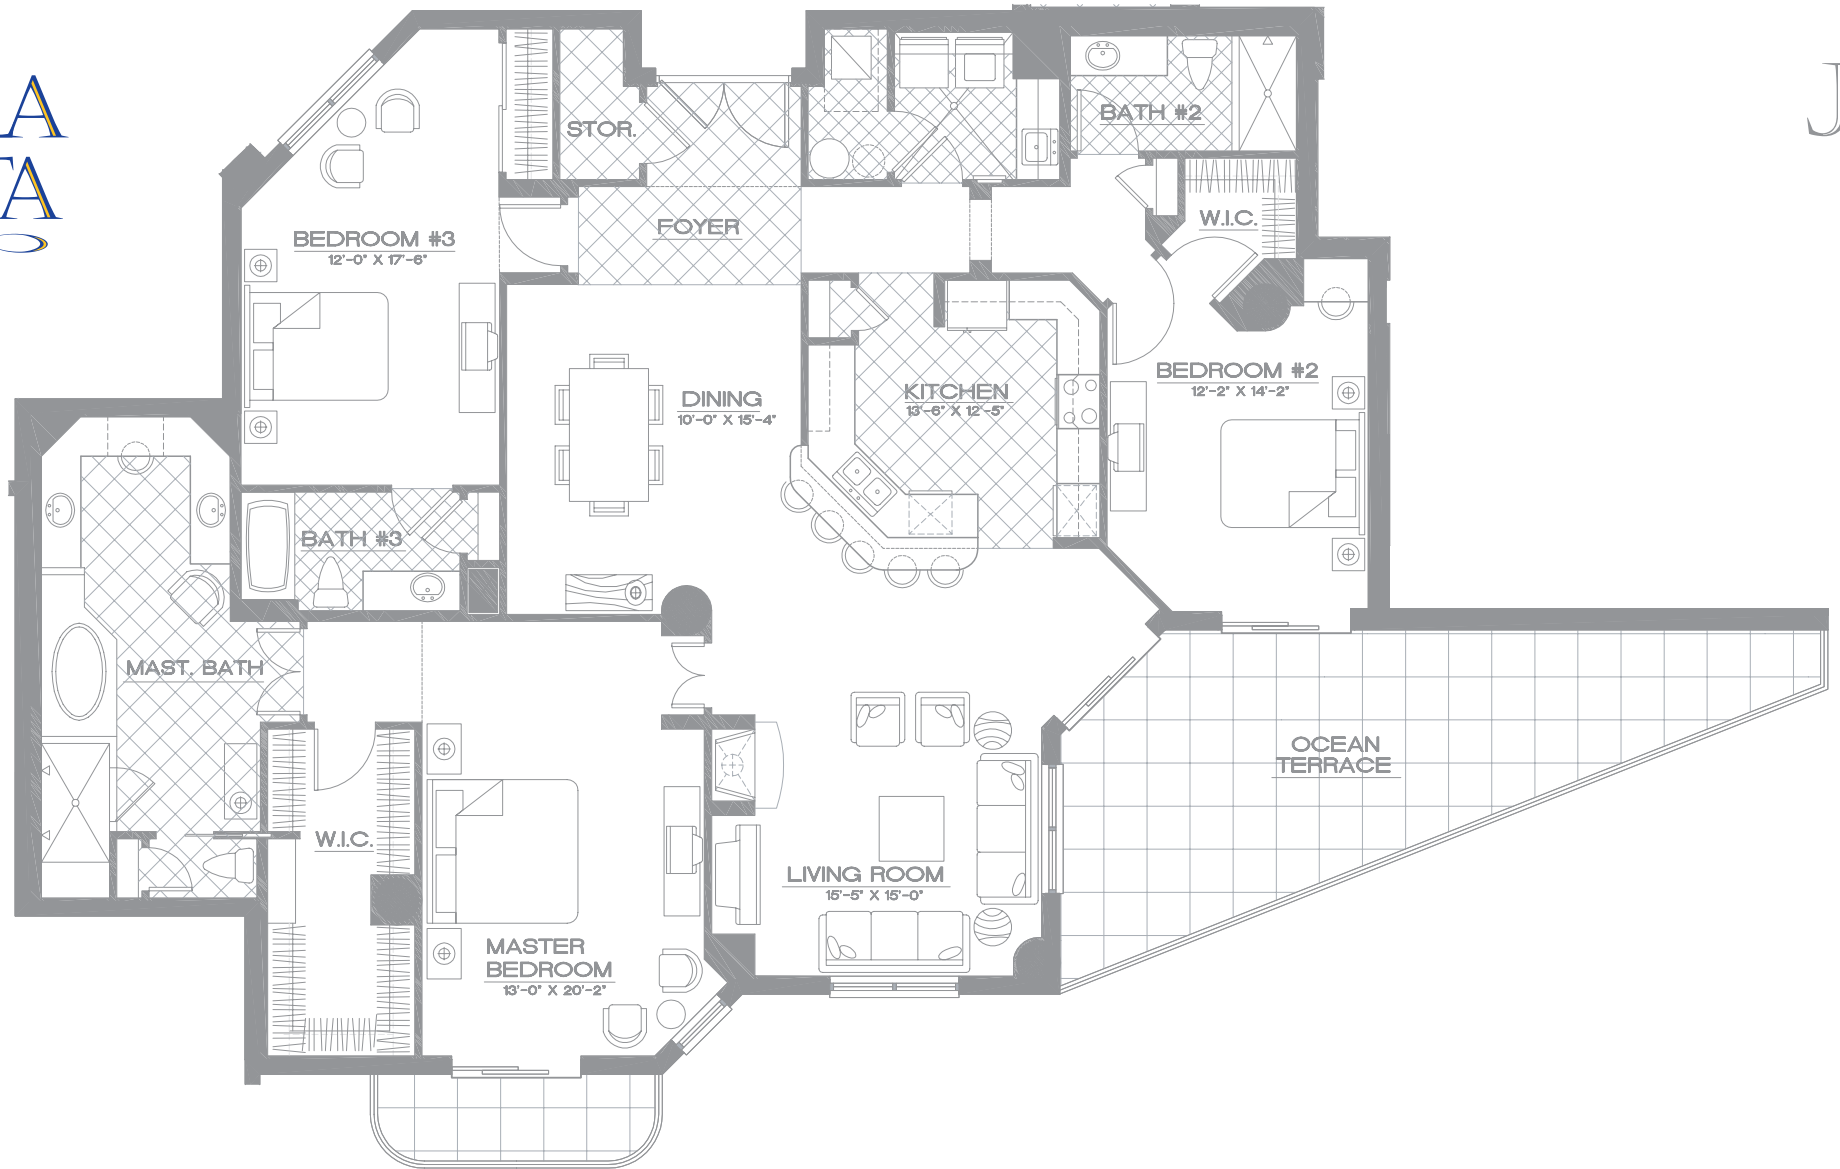 LA
TA
J
STOR.
BATH #2
W.I.C.
FOYER
BEDROOM #3
12'-0" X 17'-6"
DINING
10'-0" X 15'-4"
KITCHEN
13'-6" X 12'-5"
BEDROOM #2
12'-2" X 14'-2"
BATH #3
MAST. BATH
OCEAN
TERRACE
W.I.C.
LIVING ROOM
15'-5" X 15'-0"
MASTER
BEDROOM
13'-0" X 20'-2"